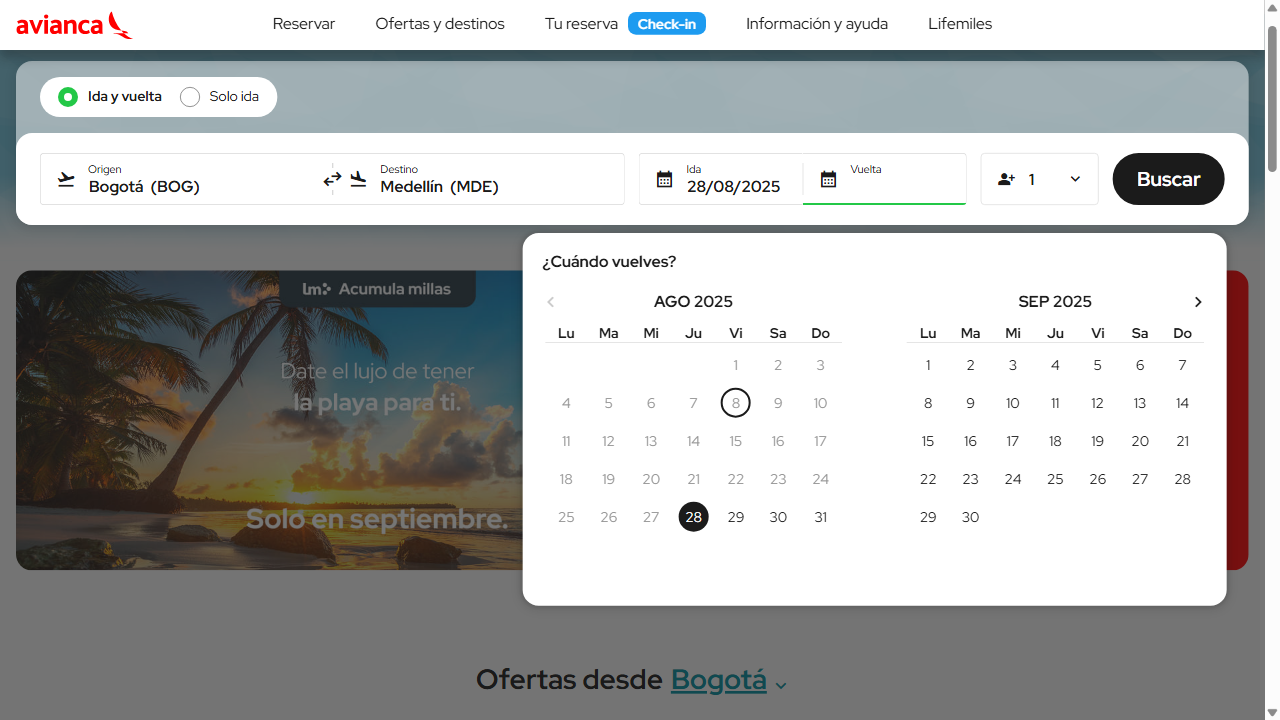 avianca
Reservar
Ofertas y destinos
Tu reserva
Check-in
Información y ayuda
Lifemiles
Ida y vuelta
Solo ida
Origen
Bogotá (BOG)
Destino
Medellín (MDE)
Ida
28/08/2025
Vuelta
1
Buscar
lm Acumula millas
Date el lujo de tener
la playa para ti.
Solo en septiembre.
¿Cuándo vuelves?
AGO 2025
Lu Ma Mi Ju Vi Sa Do
1 2 3
4 5 6 7 8 9 10
11 12 13 14 15 16 17
18 19 20 21 22 23 24
25 26 27 28 29 30 31
SEP 2025
Lu Ma Mi Ju Vi Sa Do
1 2 3 4 5 6 7
8 9 10 11 12 13 14
15 16 17 18 19 20 21
22 23 24 25 26 27 28
29 30
Ofertas desde Bogotá